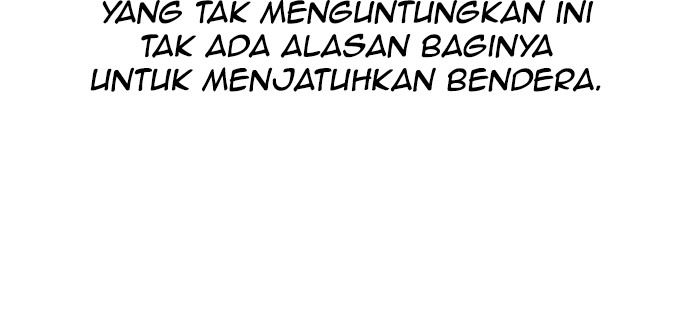 YANG TAK MENGUNTUNGKAN INI
TAK ADA ALASAN BAGINYA
UNTUK MENJATUHKAN BENDERA.